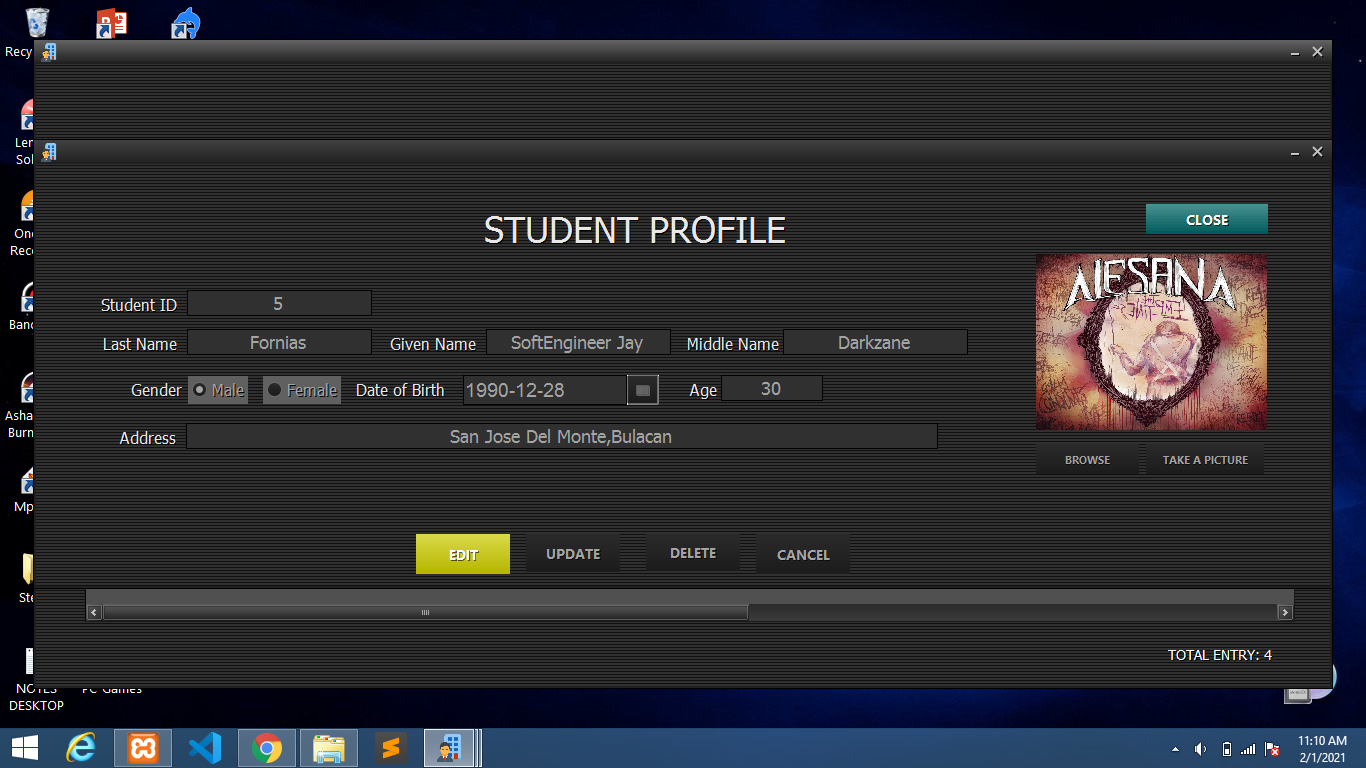 Recy
Ler
Sol
On
Rec
Banc
Asha
Burn
Mp
Ste
NOTES
DESKTOP
PC Games
STUDENT PROFILE
CLOSE
ALESANA
Student ID 5
Last Name Fornias Given Name SoftEngineer Jay Middle Name Darkzane
Gender Male Female Date of Birth 1990-12-28 Age 30
Address San Jose Del Monte,Bulacan
BROWSE TAKE A PICTURE
EDIT UPDATE DELETE CANCEL
TOTAL ENTRY: 4
11:10 AM
2/1/2021